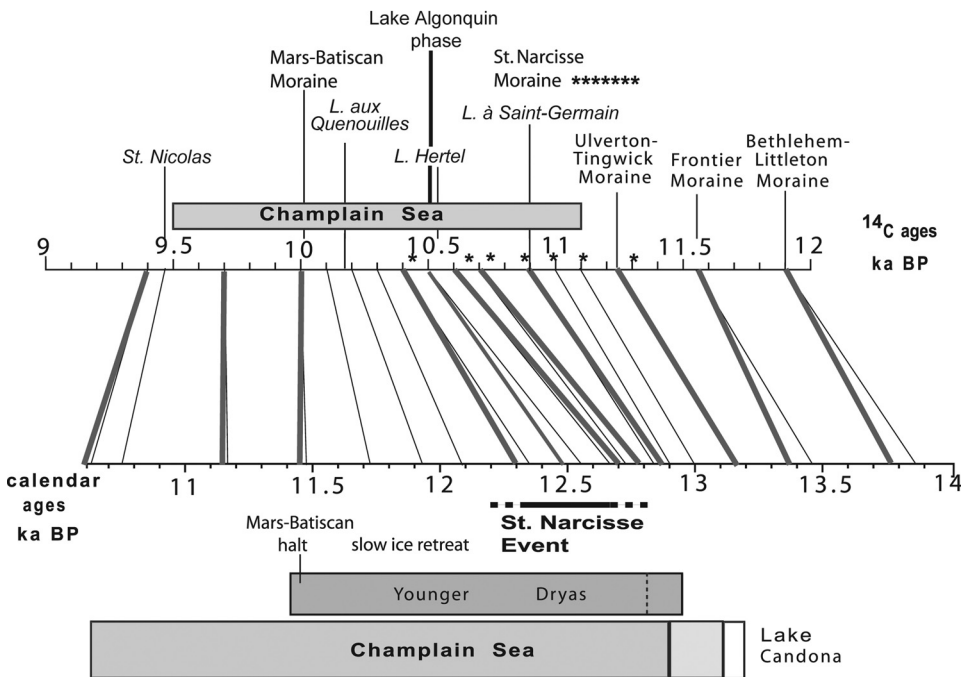 Lake Algonquin
phase
Mars-Batiscan
Moraine
St. Narcisse
Moraine *******
L. aux
Quenouilles
L. à Saint-Germain
St. Nicolas
L. Hertel
Ulverton-
Tingwick
Moraine
Frontier
Moraine
Bethlehem-
Littleton
Moraine
Champlain Sea
14C ages
ka BP
9 9.5 10 10.5 11 11.5 12
* * * * * * *
calendar
ages
ka BP
11 11.5 12 12.5 13 13.5 14
St. Narcisse
Event
Mars-Batiscan
halt
slow ice retreat
Younger Dryas
Champlain Sea
Lake
Candona